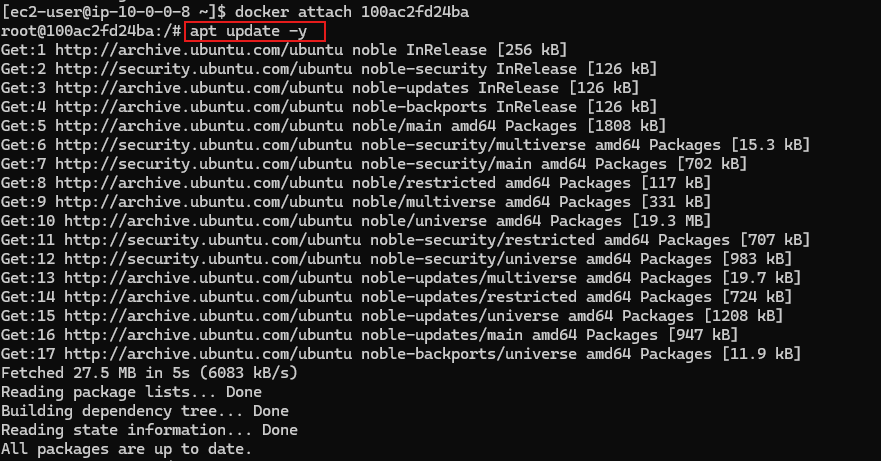 [ec2-user@ip-10-0-0-8 ~]$ docker attach 100ac2fd24ba
root@100ac2fd24ba:/# apt update -y
Get:1 http://archive.ubuntu.com/ubuntu noble InRelease [256 kB]
Get:2 http://security.ubuntu.com/ubuntu noble-security InRelease [126 kB]
Get:3 http://archive.ubuntu.com/ubuntu noble-updates InRelease [126 kB]
Get:4 http://archive.ubuntu.com/ubuntu noble-backports InRelease [126 kB]
Get:5 http://archive.ubuntu.com/ubuntu noble/main amd64 Packages [1808 kB]
Get:6 http://security.ubuntu.com/ubuntu noble-security/multiverse amd64 Packages [15.3 kB]
Get:7 http://security.ubuntu.com/ubuntu noble-security/main amd64 Packages [702 kB]
Get:8 http://archive.ubuntu.com/ubuntu noble/restricted amd64 Packages [117 kB]
Get:9 http://archive.ubuntu.com/ubuntu noble/multiverse amd64 Packages [331 kB]
Get:10 http://archive.ubuntu.com/ubuntu noble/universe amd64 Packages [19.3 MB]
Get:11 http://security.ubuntu.com/ubuntu noble-security/restricted amd64 Packages [707 kB]
Get:12 http://security.ubuntu.com/ubuntu noble-security/universe amd64 Packages [983 kB]
Get:13 http://archive.ubuntu.com/ubuntu noble-updates/multiverse amd64 Packages [19.7 kB]
Get:14 http://archive.ubuntu.com/ubuntu noble-updates/restricted amd64 Packages [724 kB]
Get:15 http://archive.ubuntu.com/ubuntu noble-updates/universe amd64 Packages [1208 kB]
Get:16 http://archive.ubuntu.com/ubuntu noble-updates/main amd64 Packages [947 kB]
Get:17 http://archive.ubuntu.com/ubuntu noble-backports/universe amd64 Packages [11.9 kB]
Fetched 27.5 MB in 5s (6083 kB/s)
Reading package lists... Done
Building dependency tree... Done
Reading state information... Done
All packages are up to date.